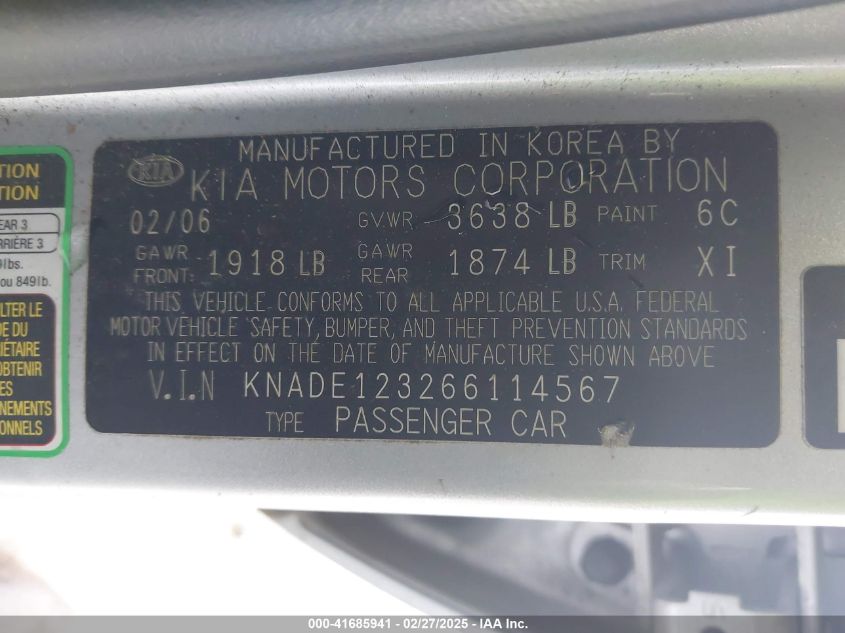 MANUFACTURED IN KOREA BY
KIA KIA MOTORS CORPORATION
02/06 G.V.WR 3638 LB PAINT 6C
GAWR FRONT: 1918 LB GAWR REAR 1874 LB TRIM XI
THIS VEHICLE CONFORMS TO ALL APPLICABLE U.S.A. FEDERAL
MOTOR VEHICLE SAFETY, BUMPER, AND THEFT PREVENTION STANDARDS
IN EFFECT ON THE DATE OF MANUFACTURE SHOWN ABOVE
V.I.N KNADE123266114567
TYPE PASSENGER CAR
TION
TION
EAR 3
RRIÈRE 3
lbs.
ou 849lb.
ULTER LE
DE DU
IÉTAIRE
OBTENIR
ES
NEMENTS
IONNELS
000-41685941 - 02/27/2025 - IAA Inc.